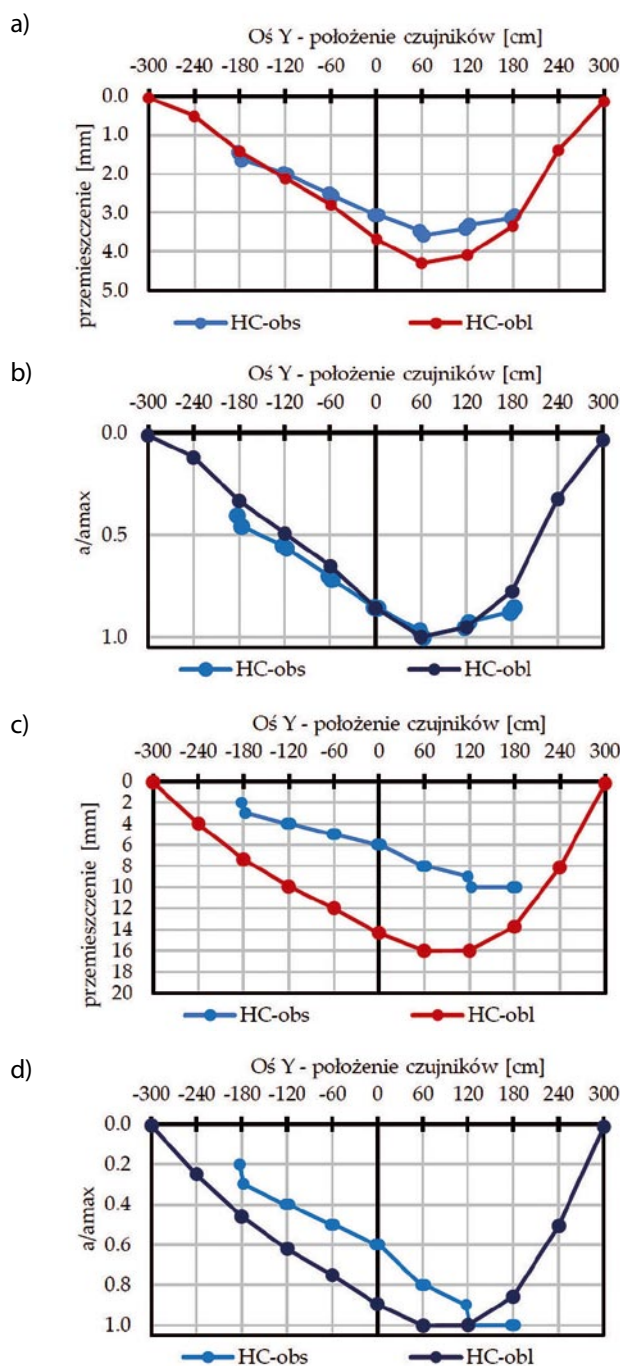 a)
Oś Y - położenie czujników [cm]
-300 -240 -180 -120 -60 0 60 120 180 240 300
0.0
1.0
2.0
3.0
4.0
5.0
przemieszczenie [mm]
HC-obs HC-obl
b)
Oś Y - położenie czujników [cm]
-300 -240 -180 -120 -60 0 60 120 180 240 300
0.0
0.5
1.0
a/amax
HC-obs HC-obl
c)
Oś Y - położenie czujników [cm]
-300 -240 -180 -120 -60 0 60 120 180 240 300
0
2
4
6
8
10
12
14
16
18
20
przemieszczenie [mm]
HC-obs HC-obl
d)
Oś Y - położenie czujników [cm]
-300 -240 -180 -120 -60 0 60 120 180 240 300
0.0
0.2
0.4
0.6
0.8
1.0
a/amax
HC-obs HC-obl